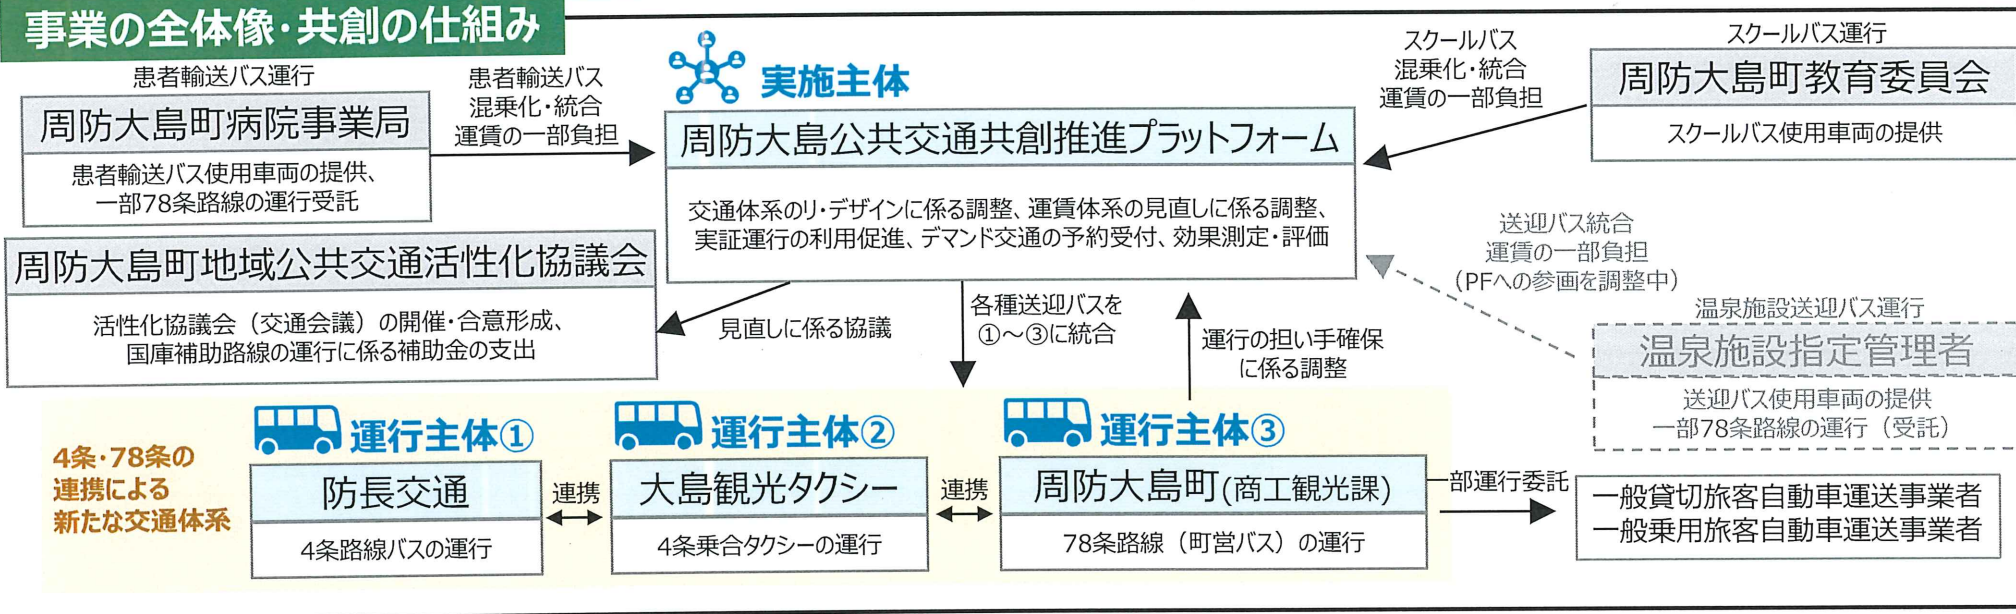 事業の全体像・共創の仕組み
患者輸送バス運行
周防大島町病院事業局
患者輸送バス使用車両の提供、
一部78条路線の運行受託
患者輸送バス
混乗化・統合
運賃の一部負担
実施主体
周防大島公共交通共創推進プラットフォーム
交通体系のリ・デザインに係る調整、運賃体系の見直しに係る調整、
実証運行の利用促進、デマンド交通の予約受付、効果測定・評価
スクールバス
混乗化・統合
運賃の一部負担
スクールバス運行
周防大島町教育委員会
スクールバス使用車両の提供
周防大島町地域公共交通活性化協議会
活性化協議会（交通会議）の開催・合意形成、
国庫補助路線の運行に係る補助金の支出
見直しに係る協議
各種送迎バスを
①～③に統合
運行の担い手確保
に係る調整
送迎バス統合
運賃の一部負担
（PFへの参画を調整中）
温泉施設送迎バス運行
温泉施設指定管理者
送迎バス使用車両の提供
一部78条路線の運行（受託）
4条・78条の
連携による
新たな交通体系
運行主体①
防長交通
4条路線バスの運行
連携
運行主体②
大島観光タクシー
4条乗合タクシーの運行
連携
運行主体③
周防大島町(商工観光課)
78条路線（町営バス）の運行
一部運行委託
一般貸切旅客自動車運送事業者
一般乗用旅客自動車運送事業者